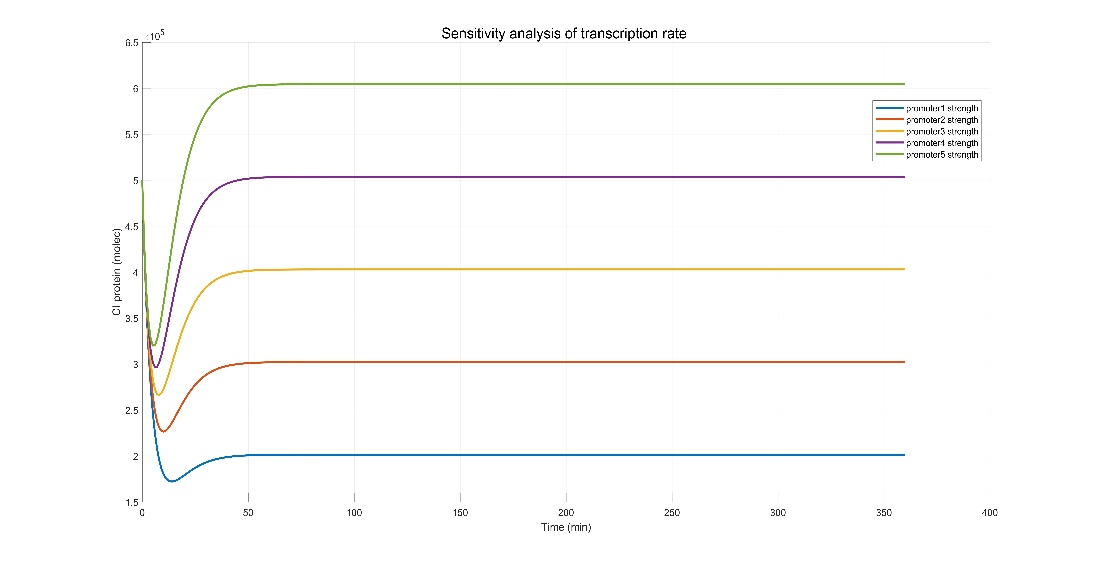 Sensitivity analysis of transcription rate
×10^5
6.5
6
5.5
5
4.5
4
3.5
3
2.5
2
1.5
CI protein (molec)
promoter1 strength
promoter2 strength
promoter3 strength
promoter4 strength
promoter5 strength
0 50 100 150 200 250 300 350 400
Time (min)